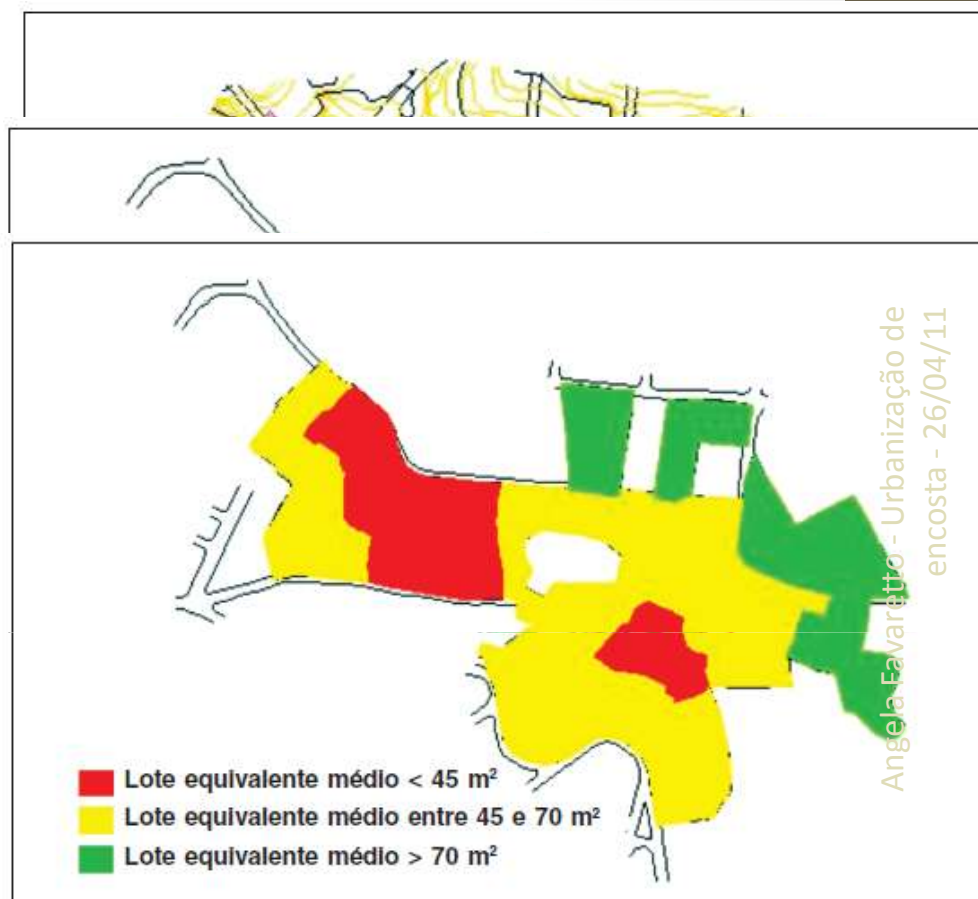 Angela Favaretto - Urbanização de
encosta - 26/04/11
Lote equivalente médio < 45 m²
Lote equivalente médio entre 45 e 70 m²
Lote equivalente médio > 70 m²